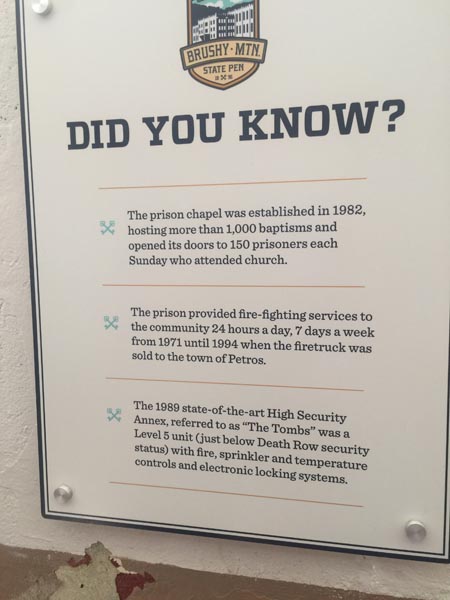 BRUSHY·MTN.
STATE PEN
DID YOU KNOW?
The prison chapel was established in 1982,
hosting more than 1,000 baptisms and
opened its doors to 150 prisoners each
Sunday who attended church.
The prison provided fire-fighting services to
the community 24 hours a day, 7 days a week
from 1971 until 1994 when the firetruck was
sold to the town of Petros.
The 1989 state-of-the-art High Security
Annex, referred to as “The Tombs” was a
Level 5 unit (just below Death Row security
status) with fire, sprinkler and temperature
controls and electronic locking systems.